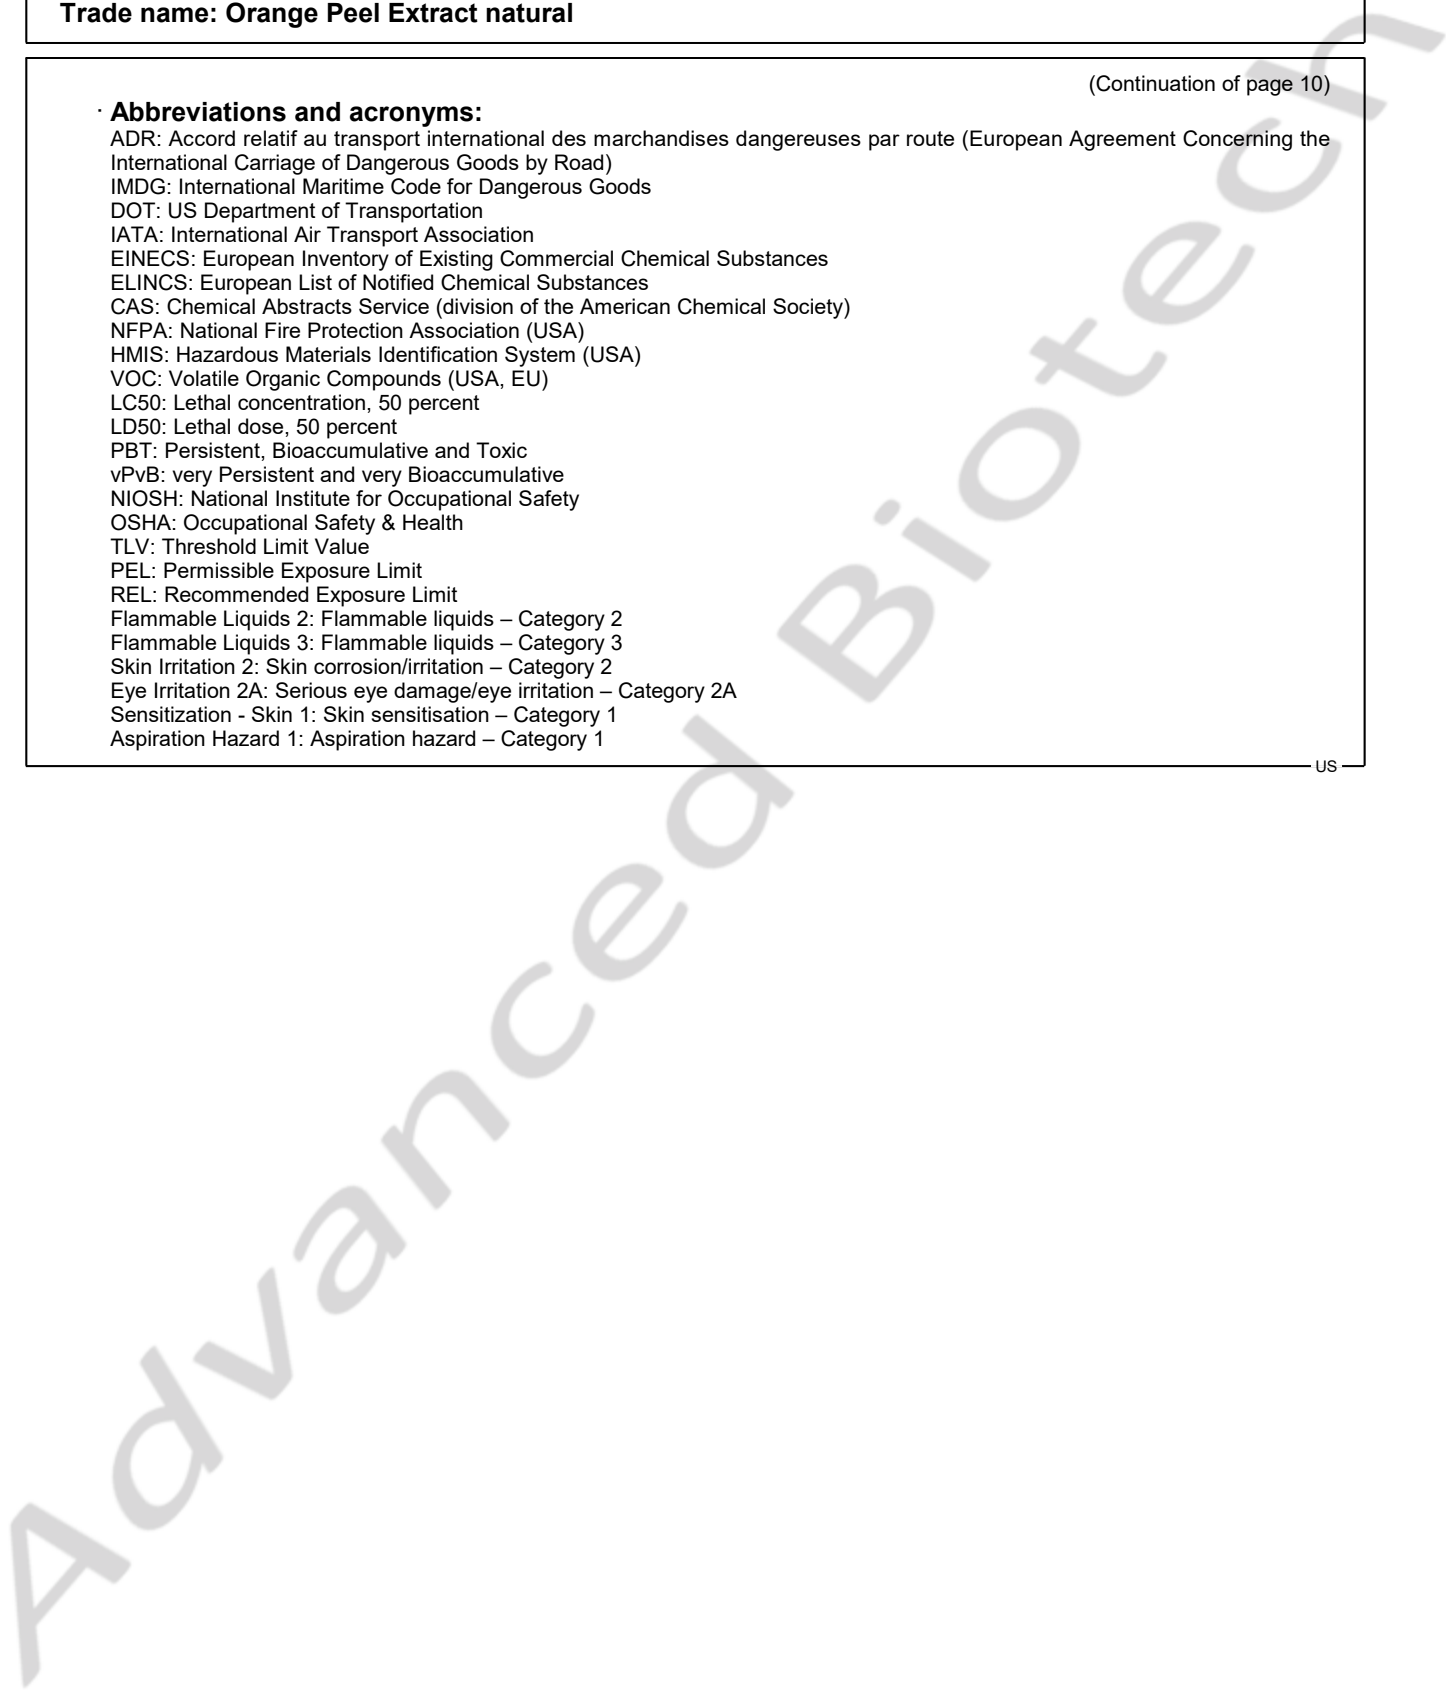 Trade name: Orange Peel Extract natural
(Continuation of page 10)
· Abbreviations and acronyms:
ADR: Accord relatif au transport international des marchandises dangereuses par route (European Agreement Concerning the
International Carriage of Dangerous Goods by Road)
IMDG: International Maritime Code for Dangerous Goods
DOT: US Department of Transportation
IATA: International Air Transport Association
EINECS: European Inventory of Existing Commercial Chemical Substances
ELINCS: European List of Notified Chemical Substances
CAS: Chemical Abstracts Service (division of the American Chemical Society)
NFPA: National Fire Protection Association (USA)
HMIS: Hazardous Materials Identification System (USA)
VOC: Volatile Organic Compounds (USA, EU)
LC50: Lethal concentration, 50 percent
LD50: Lethal dose, 50 percent
PBT: Persistent, Bioaccumulative and Toxic
vPvB: very Persistent and very Bioaccumulative
NIOSH: National Institute for Occupational Safety
OSHA: Occupational Safety & Health
TLV: Threshold Limit Value
PEL: Permissible Exposure Limit
REL: Recommended Exposure Limit
Flammable Liquids 2: Flammable liquids – Category 2
Flammable Liquids 3: Flammable liquids – Category 3
Skin Irritation 2: Skin corrosion/irritation – Category 2
Eye Irritation 2A: Serious eye damage/eye irritation – Category 2A
Sensitization - Skin 1: Skin sensitisation – Category 1
Aspiration Hazard 1: Aspiration hazard – Category 1
US
Advanced Biotech